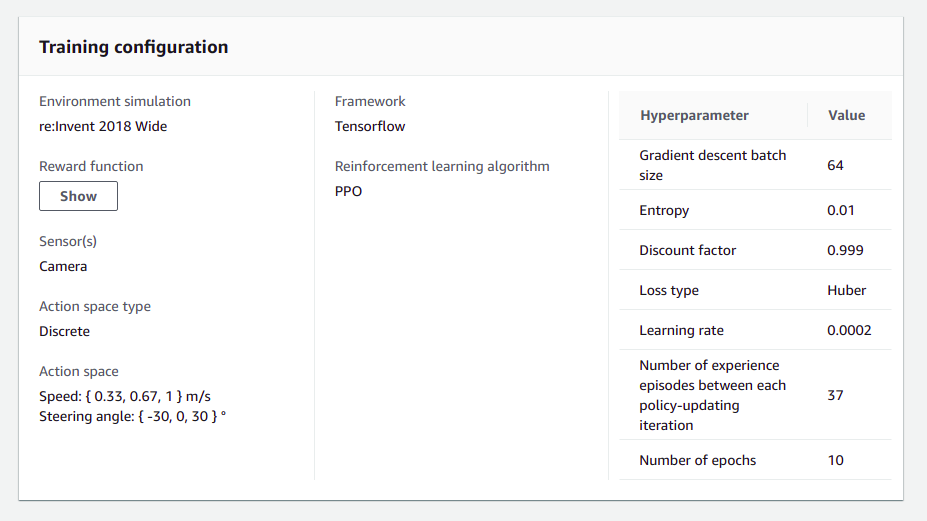 Training configuration
Environment simulation
re:Invent 2018 Wide
Reward function
Show
Sensor(s)
Camera
Action space type
Discrete
Action space
Speed: { 0.33, 0.67, 1 } m/s
Steering angle: { -30, 0, 30 } °
Framework
Tensorflow
Reinforcement learning algorithm
PPO
Hyperparameter Value
Gradient descent batch
size 64
Entropy 0.01
Discount factor 0.999
Loss type Huber
Learning rate 0.0002
Number of experience
episodes between each
policy-updating
iteration 37
Number of epochs 10